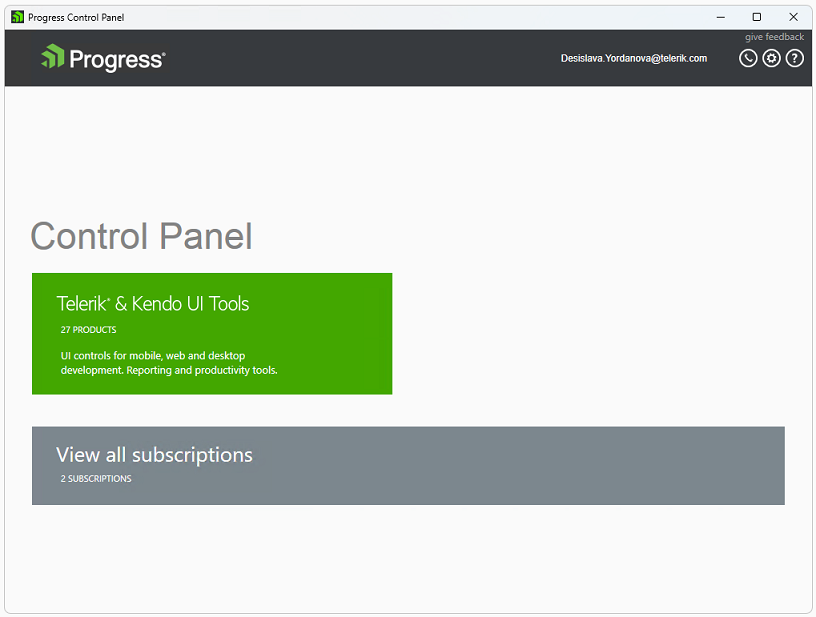 Progress Control Panel
give feedback
Progress®
Desislava.Yordanova@telerik.com
?
Control Panel
Telerik® & Kendo UI Tools
27 PRODUCTS
UI controls for mobile, web and desktop
development. Reporting and productivity tools.
View all subscriptions
2 SUBSCRIPTIONS